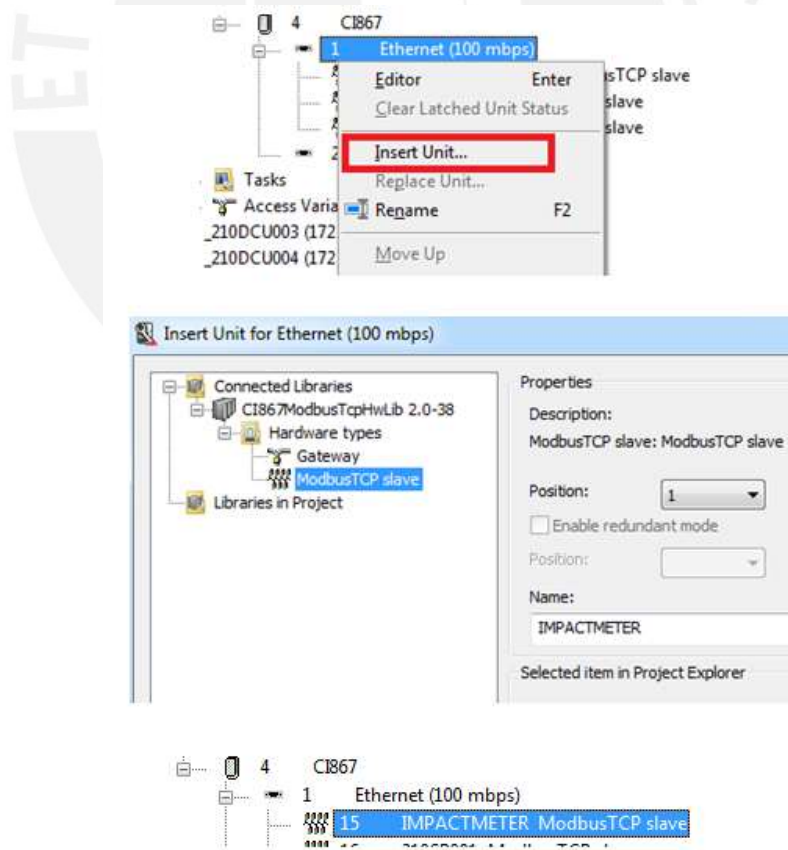 4 CI867
1 Ethernet (100 mbps)
Editor Enter
sTCP slave
Clear Latched Unit Status
slave
slave
Insert Unit...
Tasks
Replace Unit...
Access Varia
Rename F2
_210DCU003 (172
_210DCU004 (172
Move Up
Insert Unit for Ethernet (100 mbps)
Connected Libraries
CI867ModbusTcpHwLib 2.0-38
Hardware types
Gateway
ModbusTCP slave
Libraries in Project
Properties
Description:
ModbusTCP slave: ModbusTCP slave
Position: 1
Enable redundant mode
Position:
Name:
IMPACTMETER
Selected item in Project Explorer
4 CI867
1 Ethernet (100 mbps)
15 IMPACTMETER ModbusTCP slave